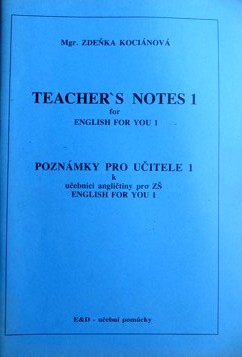 Mgr. ZDEŇKA KOCIÁNOVÁ
TEACHER`S NOTES 1
for
ENGLISH FOR YOU 1
POZNÁMKY PRO UČITELE 1
k
učebnici angličtiny pro ZŠ
ENGLISH FOR YOU 1
E&D - učební pomůcky